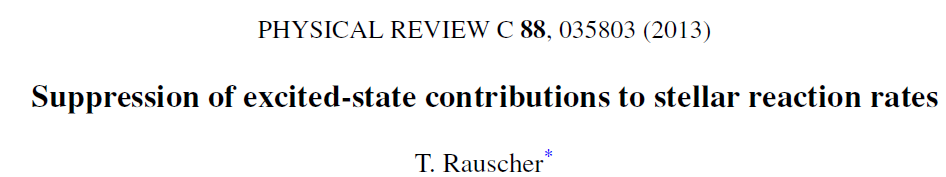 PHYSICAL REVIEW C 88, 035803 (2013)
Suppression of excited-state contributions to stellar reaction rates
T. Rauscher*